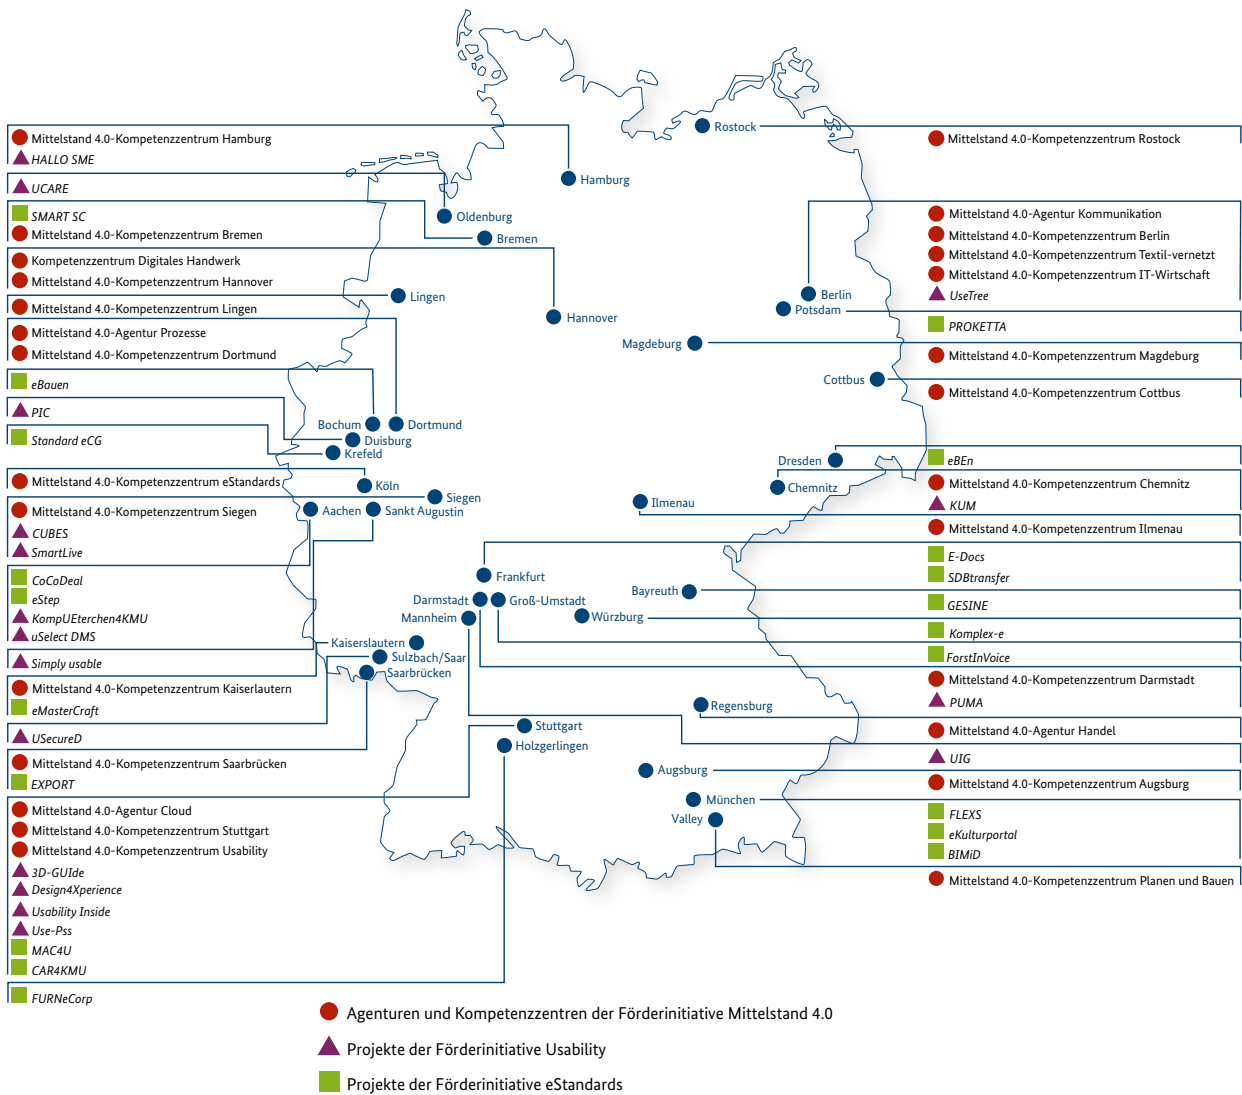 Mittelstand 4.0-Kompetenzzentrum Hamburg
HALLO SME
UCARE
SMART SC
Mittelstand 4.0-Kompetenzzentrum Bremen
Kompetenzzentrum Digitales Handwerk
Mittelstand 4.0-Kompetenzzentrum Hannover
Mittelstand 4.0-Kompetenzzentrum Lingen
Mittelstand 4.0-Agentur Prozesse
Mittelstand 4.0-Kompetenzzentrum Dortmund
eBauen
PIC
Standard eCG
Mittelstand 4.0-Kompetenzzentrum eStandards
Mittelstand 4.0-Kompetenzzentrum Siegen
CUBES
SmartLive
CoCoDeal
eStep
KompUEterchen4KMU
uSelect DMS
Simply usable
Mittelstand 4.0-Kompetenzzentrum Kaiserlautern
eMasterCraft
USecureD
Mittelstand 4.0-Kompetenzzentrum Saarbrücken
EXPORT
Mittelstand 4.0-Agentur Cloud
Mittelstand 4.0-Kompetenzzentrum Stuttgart
Mittelstand 4.0-Kompetenzzentrum Usability
3D-GUIde
Design4Xperience
Usability Inside
Use-Pss
MAC4U
CAR4KMU
FURNeCorp
Rostock
Hamburg
Oldenburg
Bremen
Lingen
Hannover
Berlin
Potsdam
Magdeburg
Cottbus
Bochum
Dortmund
Duisburg
Krefeld
Dresden
Köln
Chemnitz
Siegen
Ilmenau
Aachen
Sankt Augustin
Frankfurt
Bayreuth
Darmstadt
Groß-Umstadt
Mannheim
Würzburg
Kaiserlautern
Sulzbach/Saar
Saarbrücken
Regensburg
Stuttgart
Holzgerlingen
Augsburg
München
Valley
Mittelstand 4.0-Kompetenzzentrum Rostock
Mittelstand 4.0-Agentur Kommunikation
Mittelstand 4.0-Kompetenzzentrum Berlin
Mittelstand 4.0-Kompetenzzentrum Textil-vernetzt
Mittelstand 4.0-Kompetenzzentrum IT-Wirtschaft
UseTree
PROKETTA
Mittelstand 4.0-Kompetenzzentrum Magdeburg
Mittelstand 4.0-Kompetenzzentrum Cottbus
eBEn
Mittelstand 4.0-Kompetenzzentrum Chemnitz
KUM
Mittelstand 4.0-Kompetenzzentrum Ilmenau
E-Docs
SDBtransfer
GESINE
Komplex-e
ForstInVoice
Mittelstand 4.0-Kompetenzzentrum Darmstadt
PUMA
Mittelstand 4.0-Agentur Handel
UIG
Mittelstand 4.0-Kompetenzzentrum Augsburg
FLEXS
eKulturportal
BIMiD
Mittelstand 4.0-Kompetenzzentrum Planen und Bauen
Agenturen und Kompetenzzentren der Förderinitiative Mittelstand 4.0
Projekte der Förderinitiative Usability
Projekte der Förderinitiative eStandards